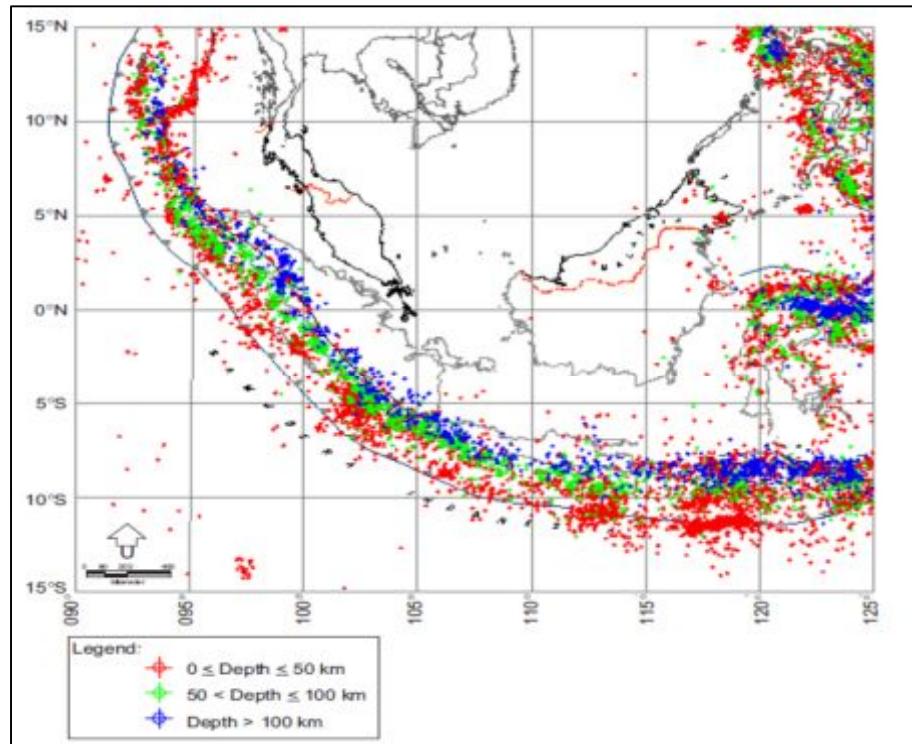 15°N
10°N
5°N
0°N
5°S
10°S
15°S
090°
095°
100°
105°
110°
115°
120°
125°
Legend:
0 ≤ Depth ≤ 50 km
50 < Depth ≤ 100 km
Depth > 100 km